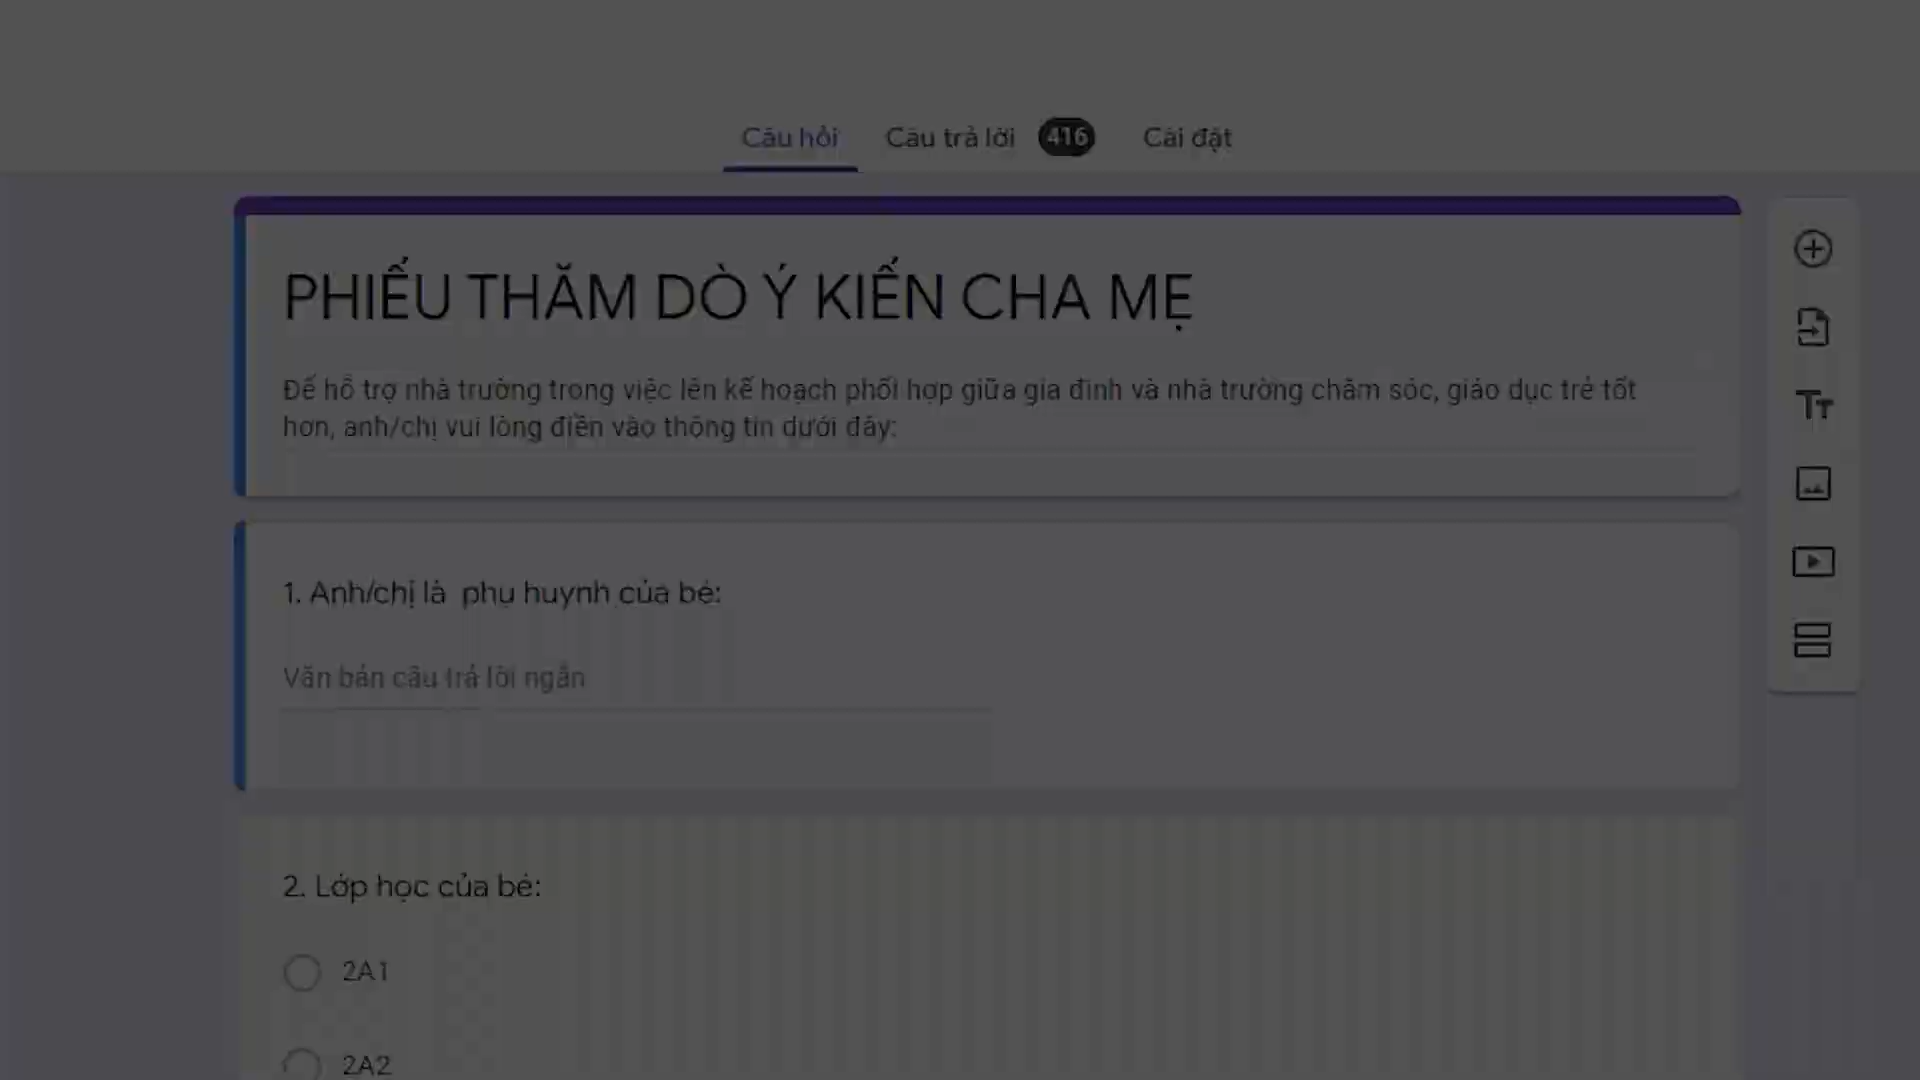 Câu hỏi Câu trả lời 416 Cài đặt
PHIẾU THĂM DÒ Ý KIẾN CHA MẸ
Để hỗ trợ nhà trường trong việc lên kế hoạch phối hợp giữa gia đình và nhà trường chăm sóc, giáo dục trẻ tốt
hơn, anh/chị vui lòng điền vào thông tin dưới đây:
1. Anh/chị là phụ huynh của bé:
Văn bản câu trả lời ngắn
2. Lớp học của bé:
2A1
2A2